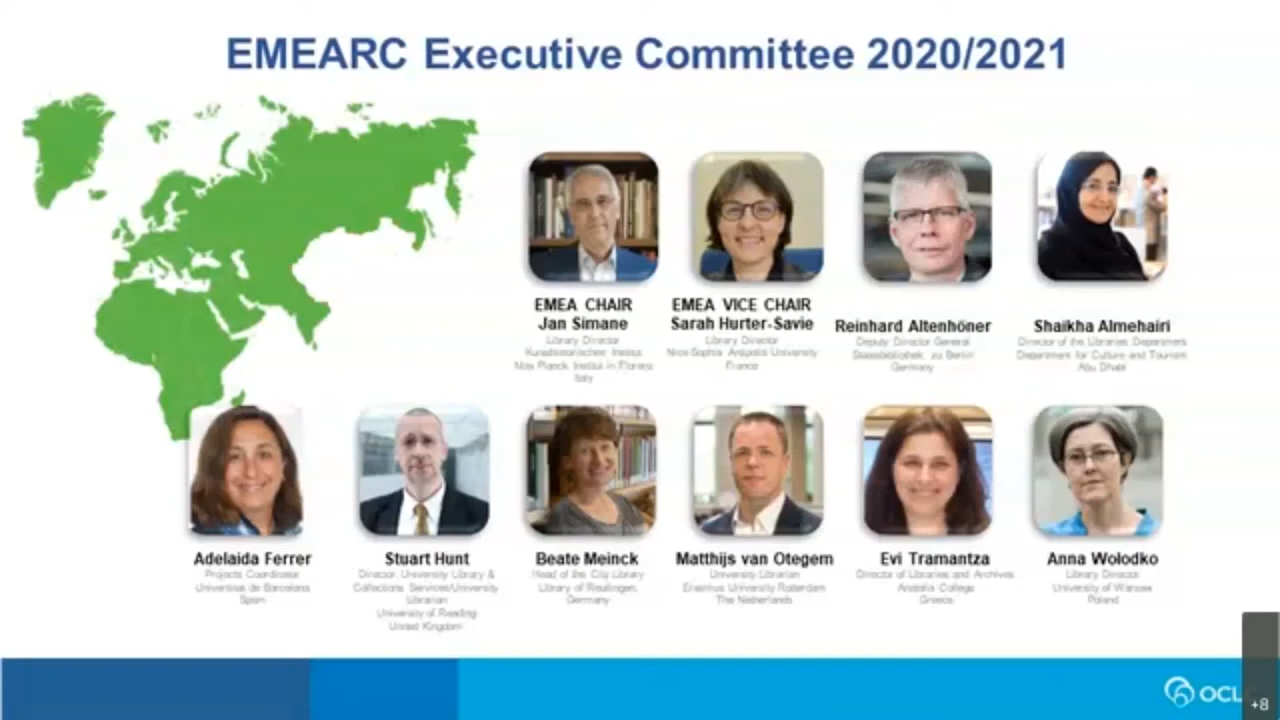 EMEARC Executive Committee 2020/2021
EMEA CHAIR
Jan Simane
Library Director
Max Planck Institut in Florenz
Italy
EMEA VICE CHAIR
Sarah Hurter-Savie
Library Director
Nice Sophia Antipolis University
France
Reinhard Altenhöner
Deputy Director General
Staatsbibliothek zu Berlin
Germany
Shaikha Almehairi
Director of the Libraries Department
Department for Culture and Tourism
Abu Dhabi
Adelaida Ferrer
Projects Coordinator
Universitat de Barcelona
Spain
Stuart Hunt
Director, University Library &
Collections Services/University
Librarian
University of Reading
United Kingdom
Beate Meinck
Head of the City Library
Library of Reutlingen,
Germany
Matthijs van Otegem
University Librarian
Erasmus University Rotterdam
The Netherlands
Evi Tramantza
Director of Libraries and Archives
Anatolia College
Greece
Anna Wołodko
Library Director
University of Warsaw
Poland
OCLC
+8